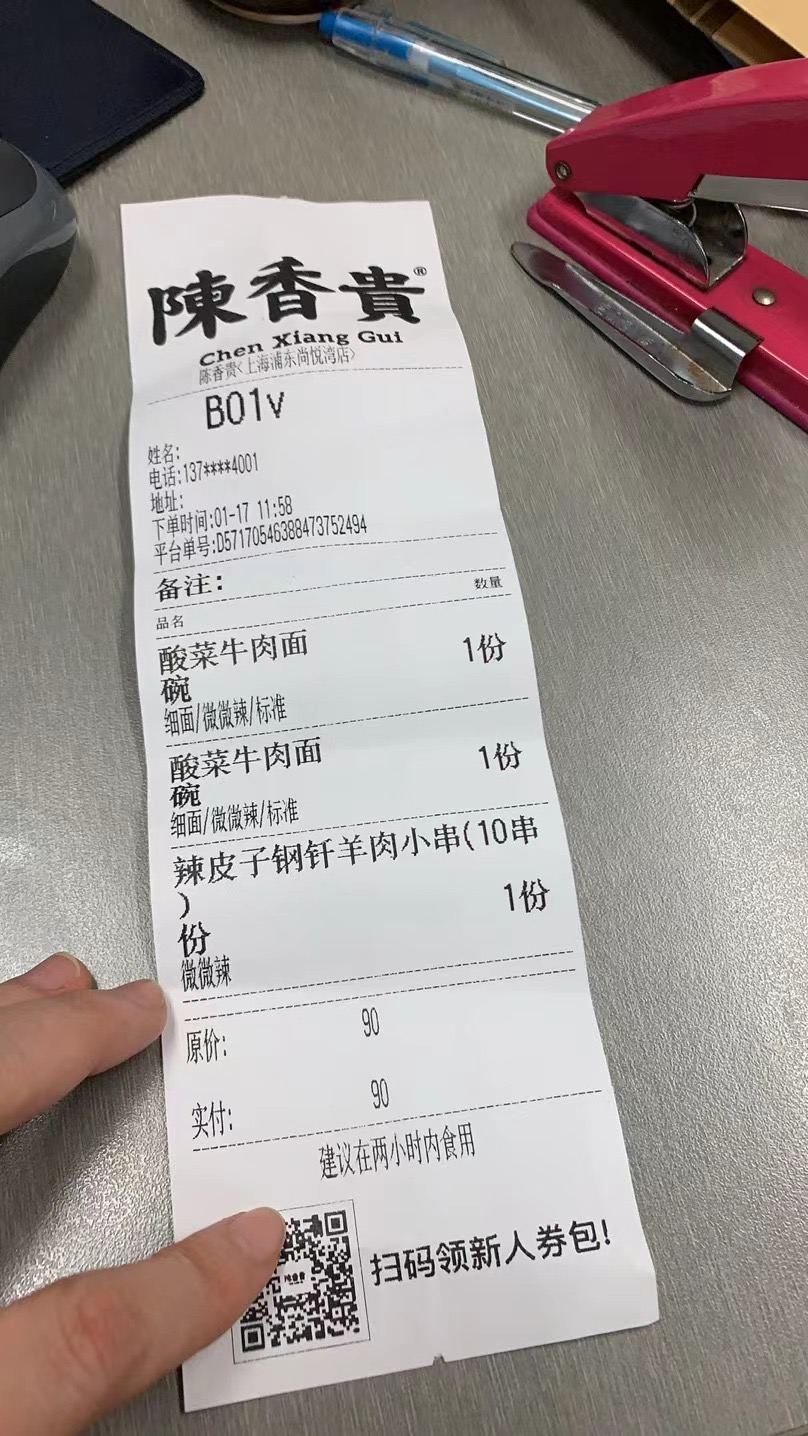 陳香貴®
Chen Xiang Gui
陈香贵<上海浦东尚悦湾店>
B01v
姓名:
电话:137****4001
地址:
下单时间:01-17 11:58
平台单号:D5717054638847375​2494
备注:
品名 数量
酸菜牛肉面 1份
碗
细面/微微辣/标准
酸菜牛肉面 1份
碗
细面/微微辣/标准
辣皮子钢钎羊肉小串(10串
) 1份
份
微微辣
原价: 90
实付: 90
建议在两小时内食用
扫码领新人券包!